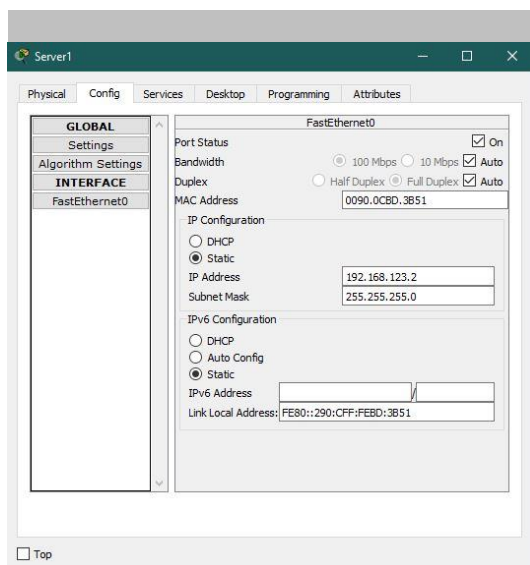 Server1
Physical Config Services Desktop Programming Attributes
GLOBAL
Settings
Algorithm Settings
INTERFACE
FastEthernet0
FastEthernet0
Port Status On
Bandwidth 100 Mbps 10 Mbps Auto
Duplex Half Duplex Full Duplex Auto
MAC Address 0090.0CBD.3B51
IP Configuration
DHCP
Static
IP Address 192.168.123.2
Subnet Mask 255.255.255.0
IPv6 Configuration
DHCP
Auto Config
Static
IPv6 Address /
Link Local Address: FE80::290:CFF:FEBD:3B51
Top